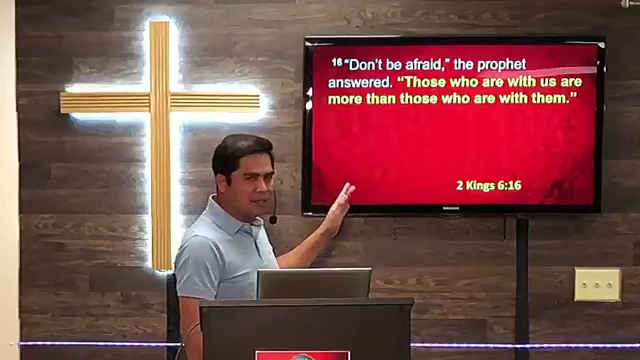 16 “Don't be afraid,” the prophet
answered. “Those who are with us are
more than those who are with them.”
2 Kings 6:16